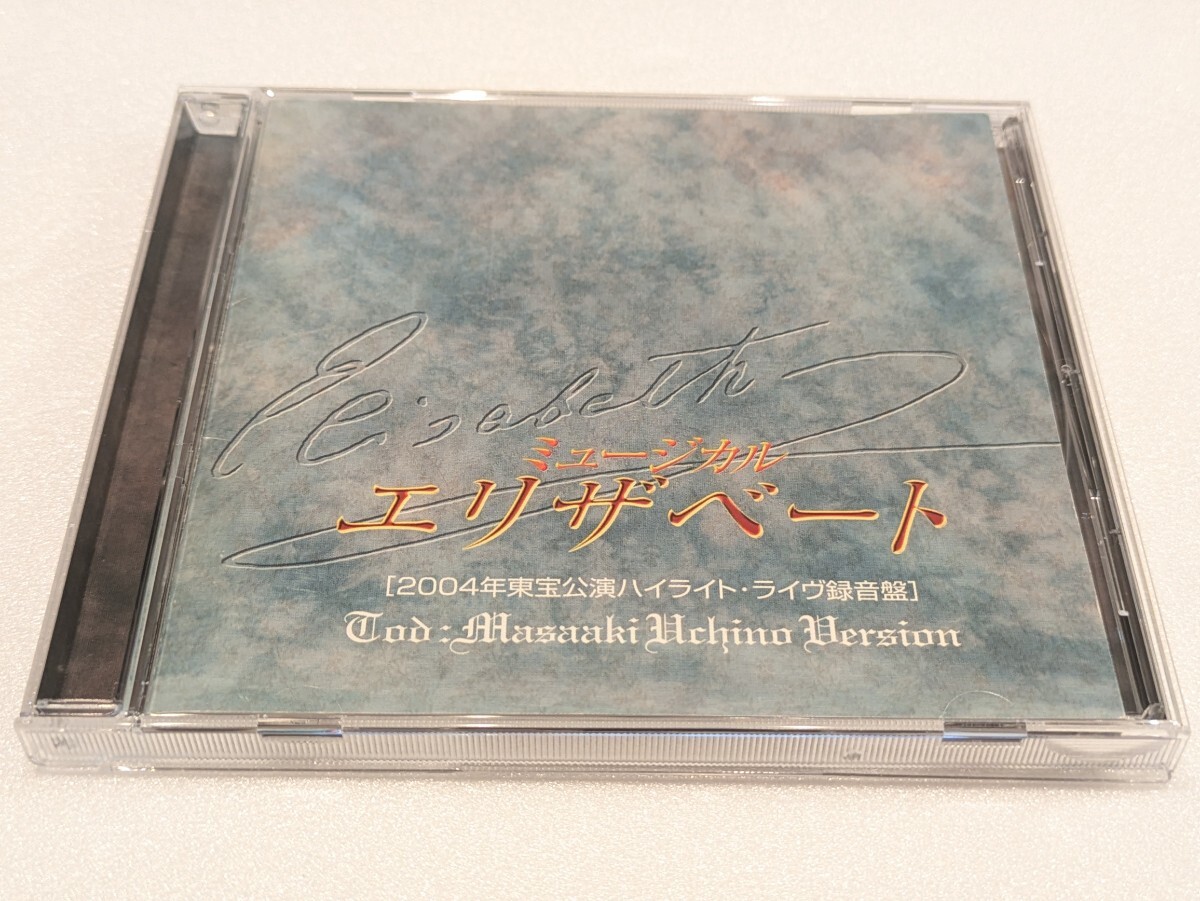 Elisabeth
ミュージカル
エリザベート
[2004年東宝公演ハイライト・ライヴ録音盤]
Tod : Masaaki Uchino Version